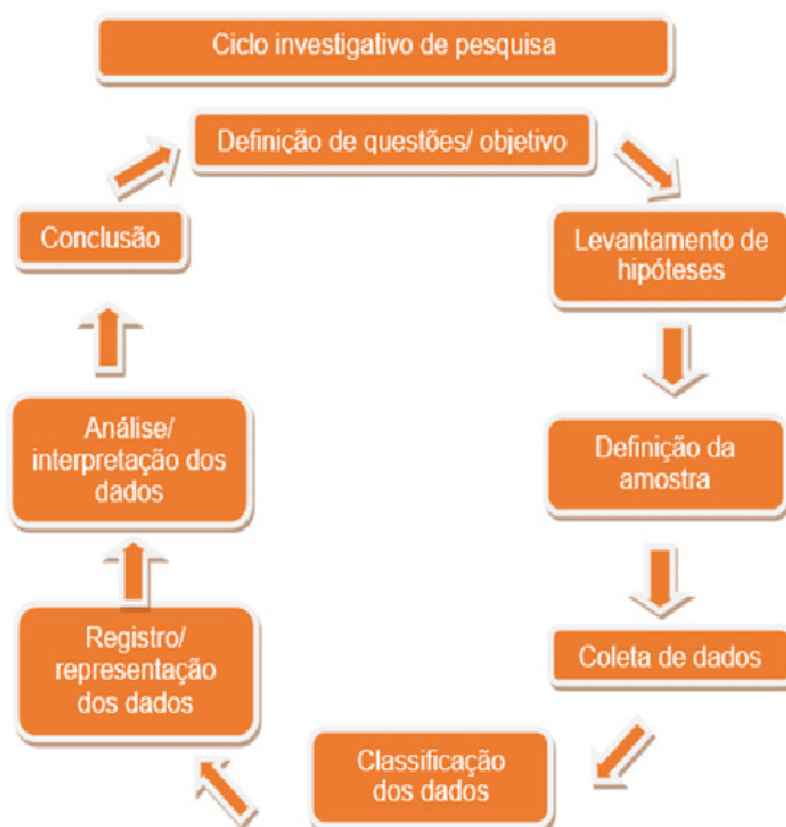 Ciclo investigativo de pesquisa
Definição de questões/ objetivo
Levantamento de
hipóteses
Definição da
amostra
Coleta de dados
Classificação
dos dados
Registro/
representação
dos dados
Análise/
interpretação dos
dados
Conclusão